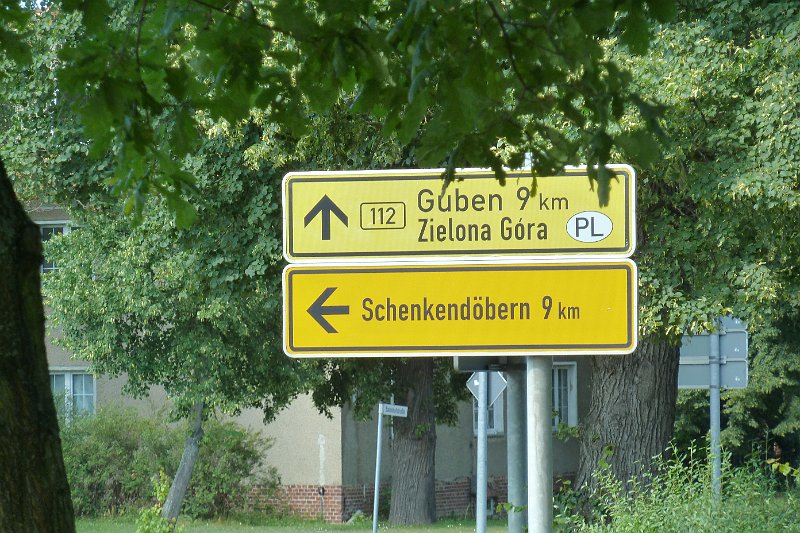 112 Guben 9 km
Zielona Góra PL
Schenkendöbern 9 km